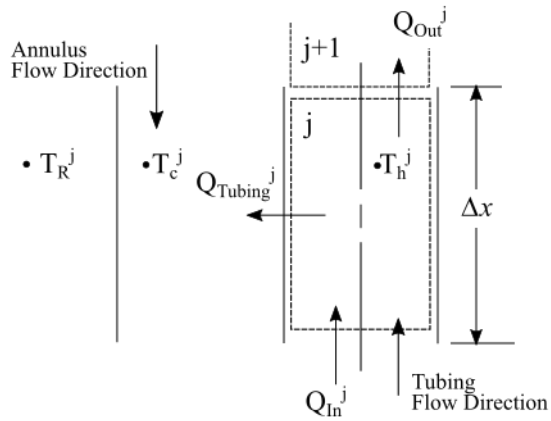 Annulus
Flow Direction
j+1
Q_Out^j
j
• T_R^j
•T_c^j
Q_Tubing^j
•T_h^j
Δx
Q_In^j
Tubing
Flow Direction